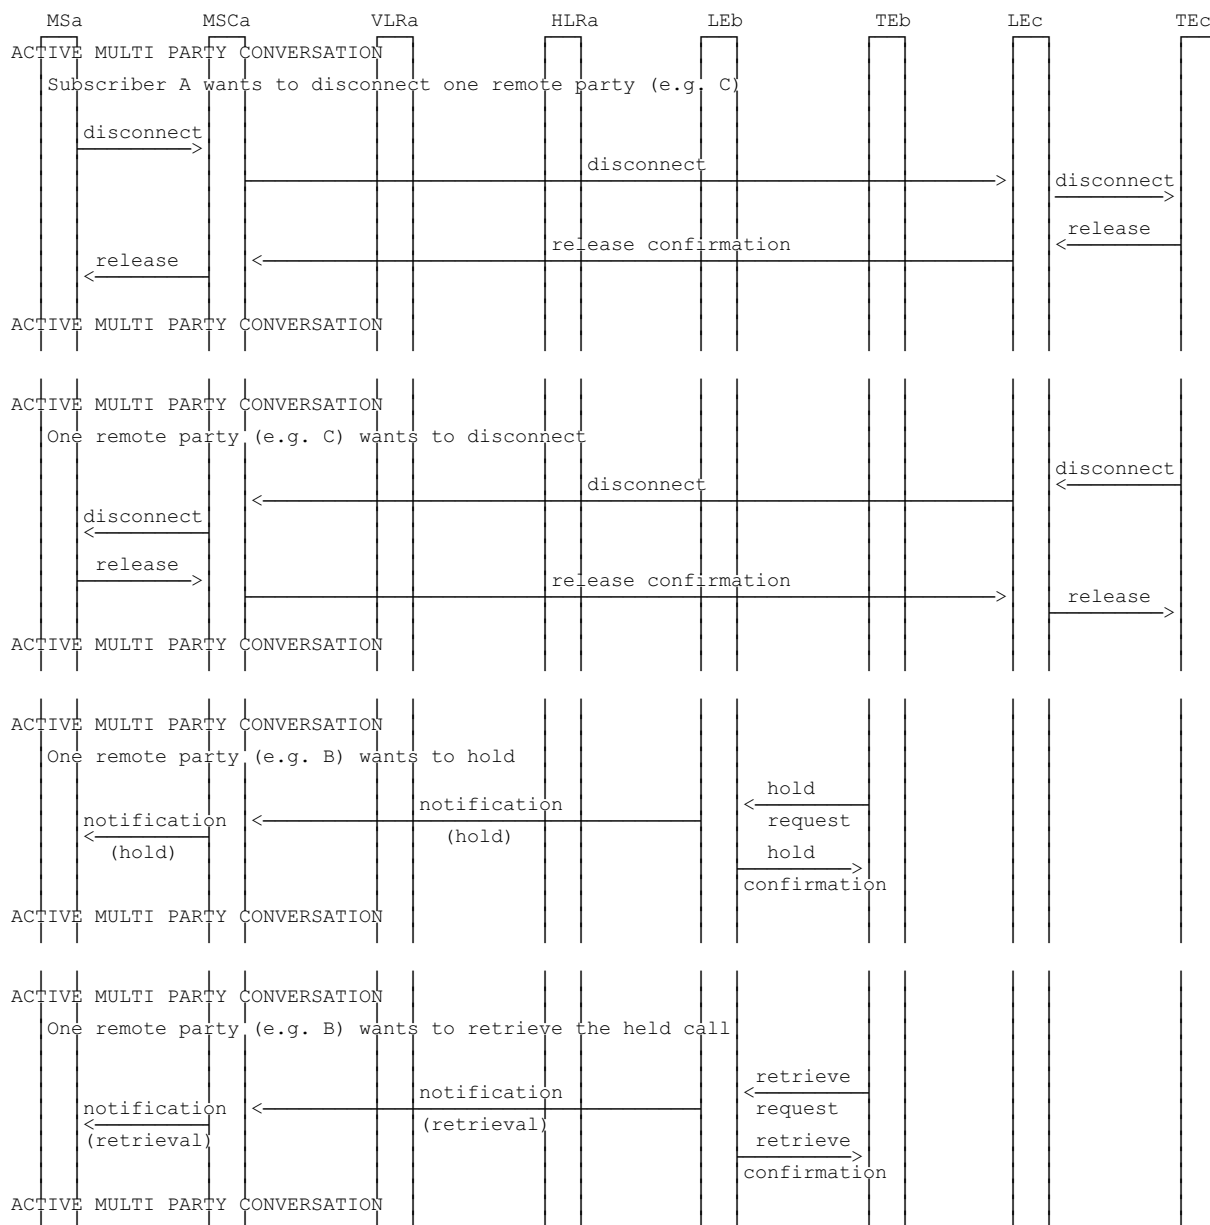 MSa MSCa VLRa HLRa LEb TEb LEc TEc
ACTIVE MULTI PARTY CONVERSATION
Subscriber A wants to disconnect one remote party (e.g. C)
disconnect
disconnect
disconnect
release
release confirmation
release
ACTIVE MULTI PARTY CONVERSATION
ACTIVE MULTI PARTY CONVERSATION
One remote party (e.g. C) wants to disconnect
disconnect
disconnect
disconnect
release
release confirmation
release
ACTIVE MULTI PARTY CONVERSATION
ACTIVE MULTI PARTY CONVERSATION
One remote party (e.g. B) wants to hold
hold
notification
notification request
(hold)
(hold) hold
confirmation
ACTIVE MULTI PARTY CONVERSATION
ACTIVE MULTI PARTY CONVERSATION
One remote party (e.g. B) wants to retrieve the held call
retrieve
notification
notification request
(retrieval)
(retrieval) retrieve
confirmation
ACTIVE MULTI PARTY CONVERSATION